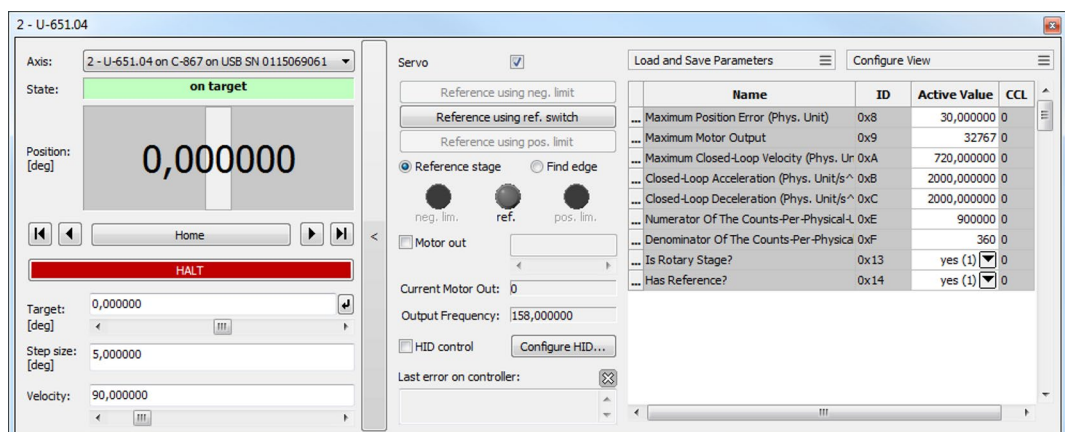 2 - U-651.04
Axis:
2 - U-651.04 on C-867 on USB SN 0115069061
State:
on target
Position:
[deg]
0,000000
Home
HALT
Target:
[deg]
0,000000
Step size:
[deg]
5,000000
Velocity:
90,000000
<
Servo
Reference using neg. limit
Reference using ref. switch
Reference using pos. limit
Reference stage
Find edge
neg. lim.
ref.
pos. lim.
Motor out
Current Motor Out:
0
Output Frequency:
158,000000
HID control
Configure HID...
Last error on controller:
Load and Save Parameters
Configure View
Name ID Active Value CCL
... Maximum Position Error (Phys. Unit) 0x8 30,000000 0
... Maximum Motor Output 0x9 32767 0
... Maximum Closed-Loop Velocity (Phys. Ur 0xA 720,000000 0
... Closed-Loop Acceleration (Phys. Unit/s^ 0xB 2000,000000 0
... Closed-Loop Deceleration (Phys. Unit/s^ 0xC 2000,000000 0
... Numerator Of The Counts-Per-Physical-L 0xE 900000 0
... Denominator Of The Counts-Per-Physica 0xF 360 0
... Is Rotary Stage? 0x13 yes (1) 0
... Has Reference? 0x14 yes (1) 0